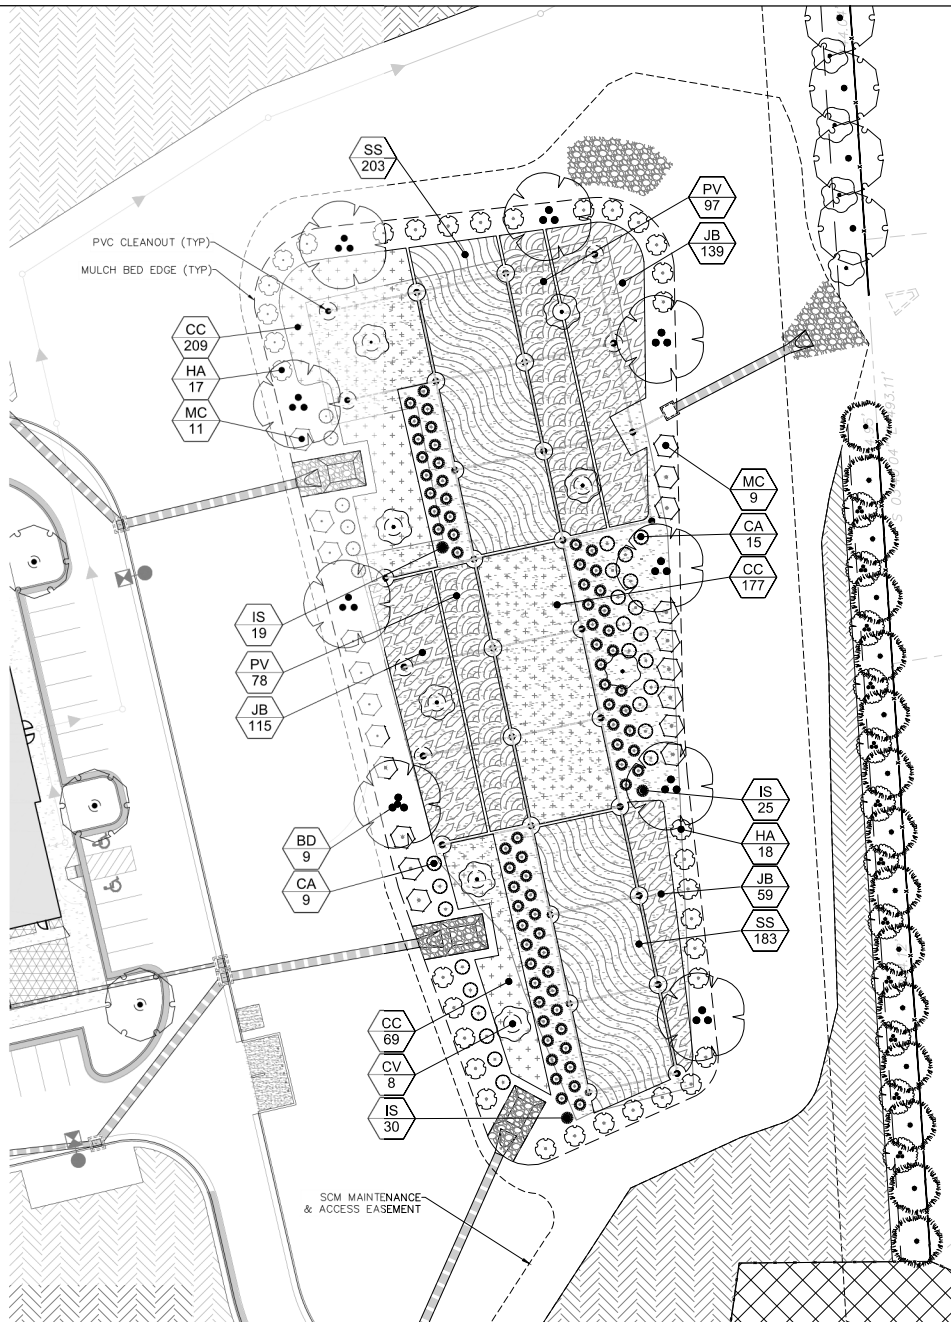 SS
203
PV
97
JB
139
PVC CLEANOUT (TYP)
MULCH BED EDGE (TYP)
CC
209
HA
17
MC
11
MC
9
CA
15
CC
177
IS
19
PV
78
JB
115
IS
25
HA
18
BD
9
JB
59
CA
9
SS
183
CC
69
CV
8
IS
30
SCM MAINTENANCE
& ACCESS EASEMENT